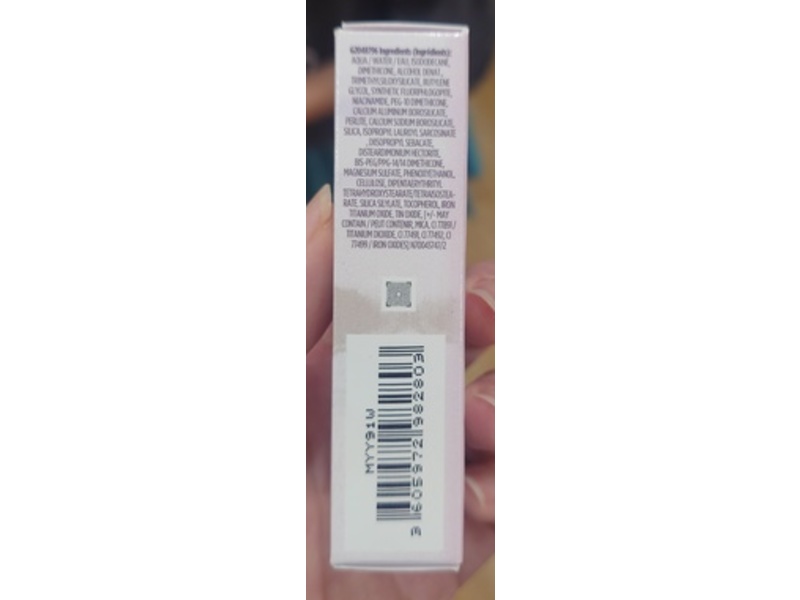 62048796 Ingredients (Ingrédients):
AQUA / WATER / EAU, ISODODECANE,
DIMETHICONE, ALCOHOL DENAT.,
TRIMETHYLSILOXYSILICATE, BUTYLENE
GLYCOL, SYNTHETIC FLUORPHLOGOPITE,
NIACINAMIDE, PEG-10 DIMETHICONE,
CALCIUM ALUMINUM BOROSILICATE,
PERLITE, CALCIUM SODIUM BOROSILICATE,
SILICA, ISOPROPYL LAUROYL SARCOSINATE
, DIISOPROPYL SEBACATE,
DISTEARDIMONIUM HECTORITE,
BIS-PEG/PPG-14/14 DIMETHICONE,
MAGNESIUM SULFATE, PHENOXYETHANOL,
CELLULOSE, DIPENTAERYTHRITYL
TETRAHYDROXYSTEARATE/TETRAISOSTEA-
RATE, SILICA SILYLATE, TOCOPHEROL, IRON
TITANIUM OXIDE, TIN OXIDE, [+/- MAY
CONTAIN / PEUT CONTENIR, MICA, CI 77891 /
TITANIUM DIOXIDE, CI 77491, CI 77492, CI
77499 / IRON OXIDES] N70045747/2
MYY91W
3 605972 982803